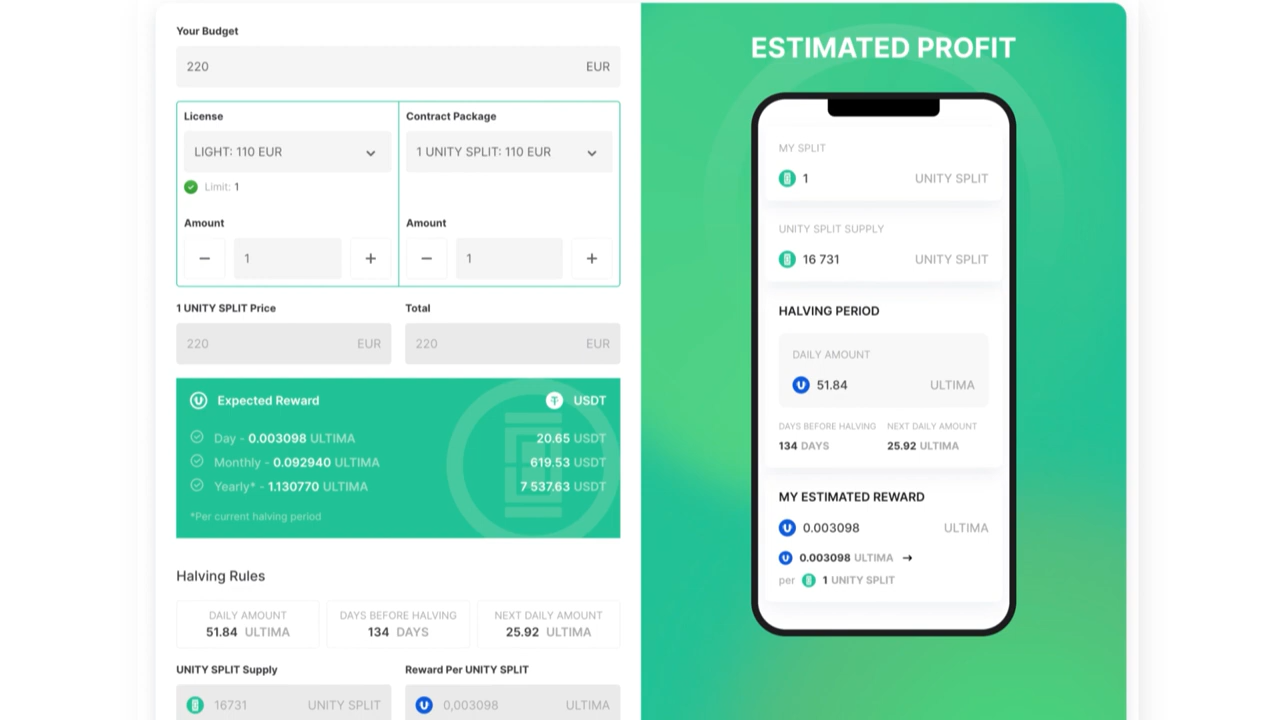 Your Budget
220 EUR
License Contract Package
LIGHT: 110 EUR 1 UNITY SPLIT: 110 EUR
Limit: 1
Amount Amount
− 1 + − 1 +
1 UNITY SPLIT Price Total
220 EUR 220 EUR
Expected Reward USDT
Day - 0.003098 ULTIMA 20.65 USDT
Monthly - 0.092940 ULTIMA 619.53 USDT
Yearly* - 1.130770 ULTIMA 7 537.63 USDT
*Per current halving period
Halving Rules
DAILY AMOUNT DAYS BEFORE HALVING NEXT DAILY AMOUNT
51.84 ULTIMA 134 DAYS 25.92 ULTIMA
UNITY SPLIT Supply Reward Per UNITY SPLIT
16731 UNITY SPLIT 0,003098 ULTIMA
ESTIMATED PROFIT
MY SPLIT
1 UNITY SPLIT
UNITY SPLIT SUPPLY
16 731 UNITY SPLIT
HALVING PERIOD
DAILY AMOUNT
51.84 ULTIMA
DAYS BEFORE HALVING NEXT DAILY AMOUNT
134 DAYS 25.92 ULTIMA
MY ESTIMATED REWARD
0.003098 ULTIMA
0.003098 ULTIMA →
per 1 UNITY SPLIT